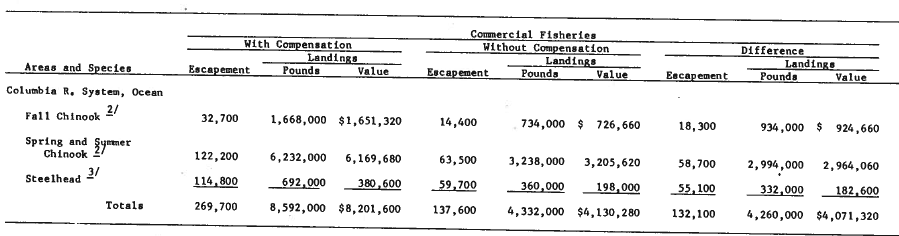 Commercial Fisheries
With Compensation Without Compensation Difference
Landings Landings Landings
Areas and Species Escapement Pounds Value Escapement Pounds Value Escapement Pounds Value
Columbia R. System, Ocean
Fall Chinook 2/ 32,700 1,668,000 $1,651,320 14,400 734,000 $ 726,660 18,300 934,000 $ 924,660
Spring and Summer
Chinook 2/ 122,200 6,232,000 6,169,680 63,500 3,238,000 3,205,620 58,700 2,994,000 2,964,060
Steelhead 3/ 114,800 692,000 380,600 59,700 360,000 198,000 55,100 332,000 182,600
Totals 269,700 8,592,000 $8,201,600 137,600 4,332,000 $4,130,280 132,100 4,260,000 $4,071,320